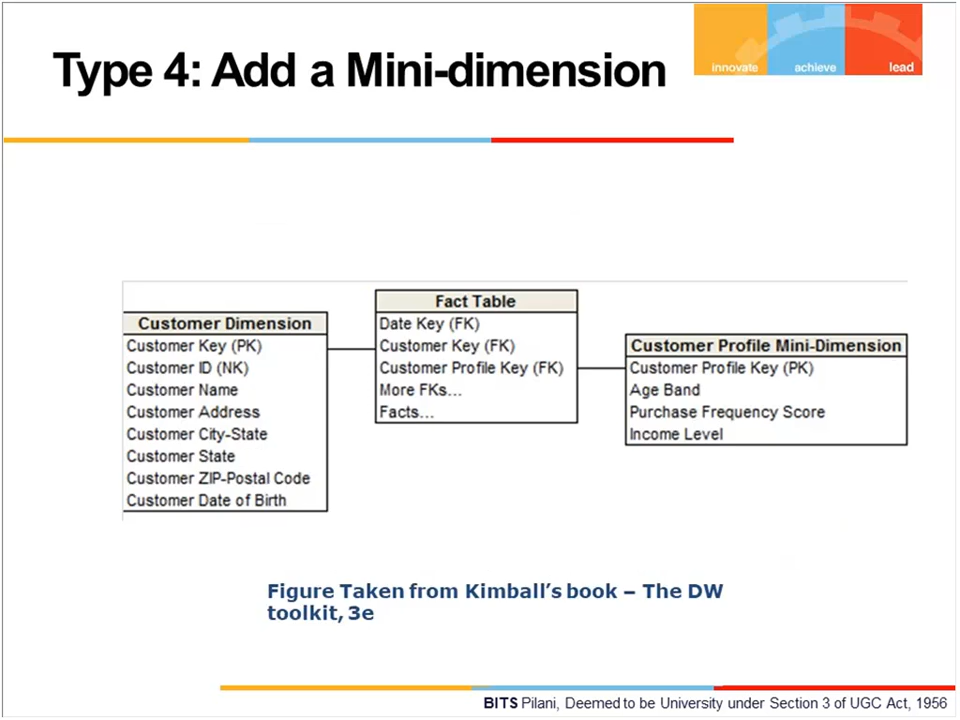 Type 4: Add a Mini-dimension
innovate achieve lead
Customer Dimension
Customer Key (PK)
Customer ID (NK)
Customer Name
Customer Address
Customer City-State
Customer State
Customer ZIP-Postal Code
Customer Date of Birth
Fact Table
Date Key (FK)
Customer Key (FK)
Customer Profile Key (FK)
More FKs...
Facts...
Customer Profile Mini-Dimension
Customer Profile Key (PK)
Age Band
Purchase Frequency Score
Income Level
Figure Taken from Kimball’s book – The DW
toolkit, 3e
BITS Pilani, Deemed to be University under Section 3 of UGC Act, 1956